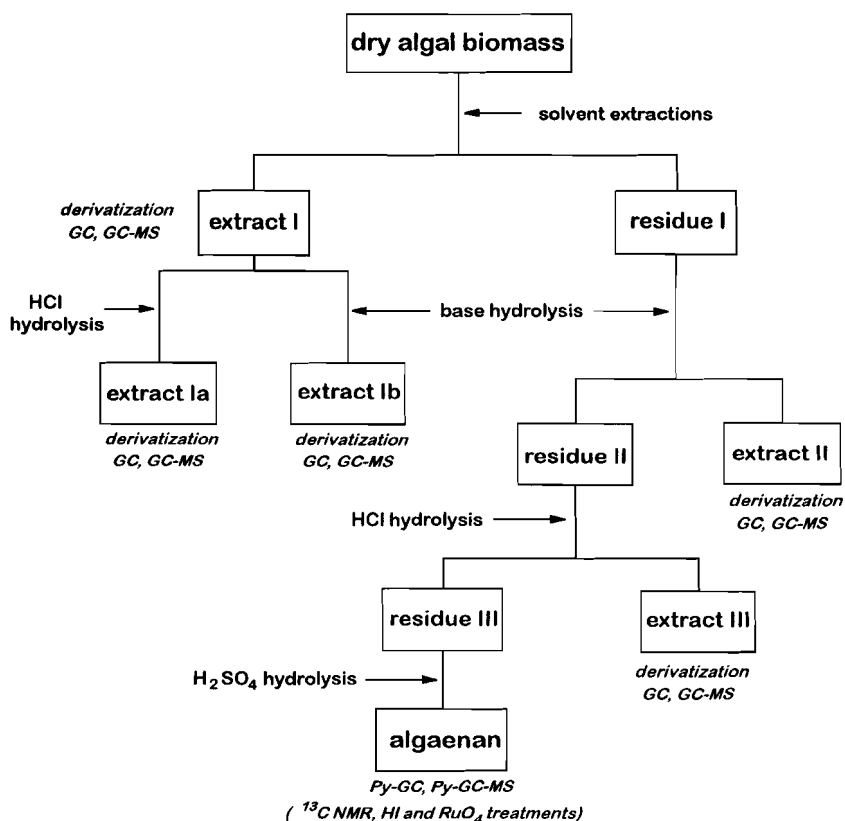 dry algal biomass
solvent extractions
derivatization
GC, GC-MS
extract I
residue I
HCl
hydrolysis
base hydrolysis
extract Ia
extract Ib
derivatization
GC, GC-MS
derivatization
GC, GC-MS
residue II
extract II
derivatization
GC, GC-MS
HCl hydrolysis
residue III
extract III
derivatization
GC, GC-MS
H₂SO₄ hydrolysis
algaenan
Py-GC, Py-GC-MS
( ¹³C NMR, HI and RuO₄ treatments)